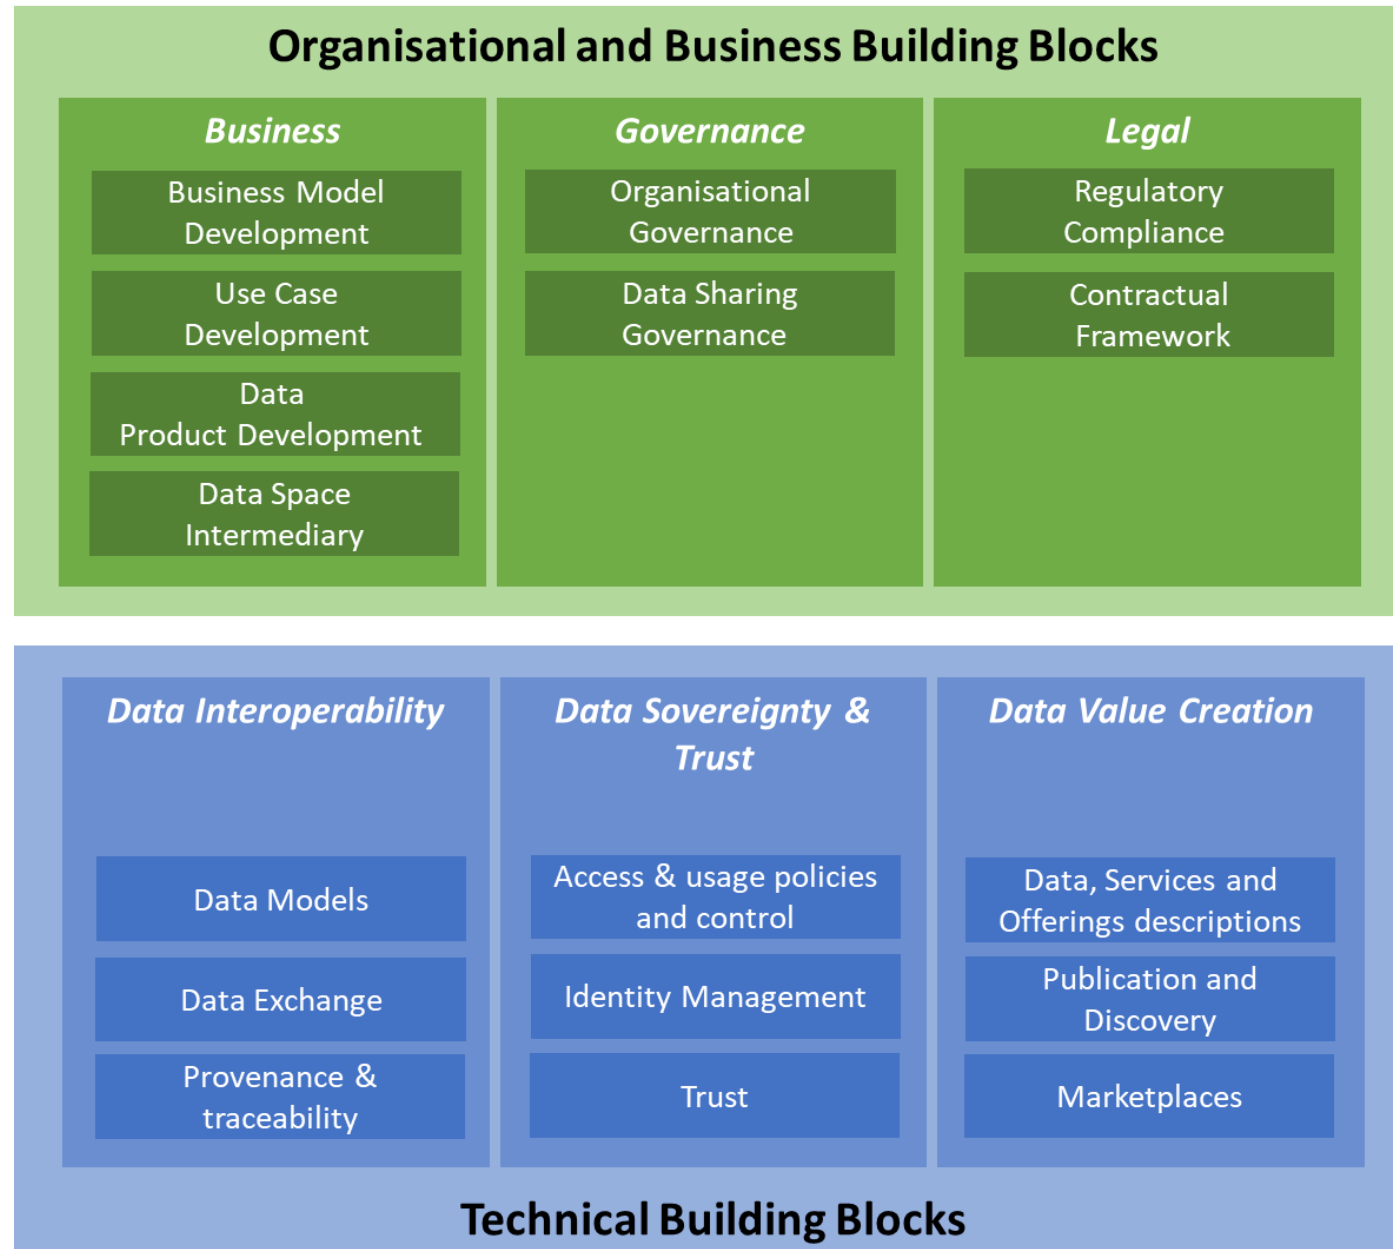 Organisational and Business Building Blocks
Business
Business Model
Development
Use Case
Development
Data
Product Development
Data Space
Intermediary
Governance
Organisational
Governance
Data Sharing
Governance
Legal
Regulatory
Compliance
Contractual
Framework
Data Interoperability
Data Models
Data Exchange
Provenance &
traceability
Data Sovereignty &
Trust
Access & usage policies
and control
Identity Management
Trust
Data Value Creation
Data, Services and
Offerings descriptions
Publication and
Discovery
Marketplaces
Technical Building Blocks